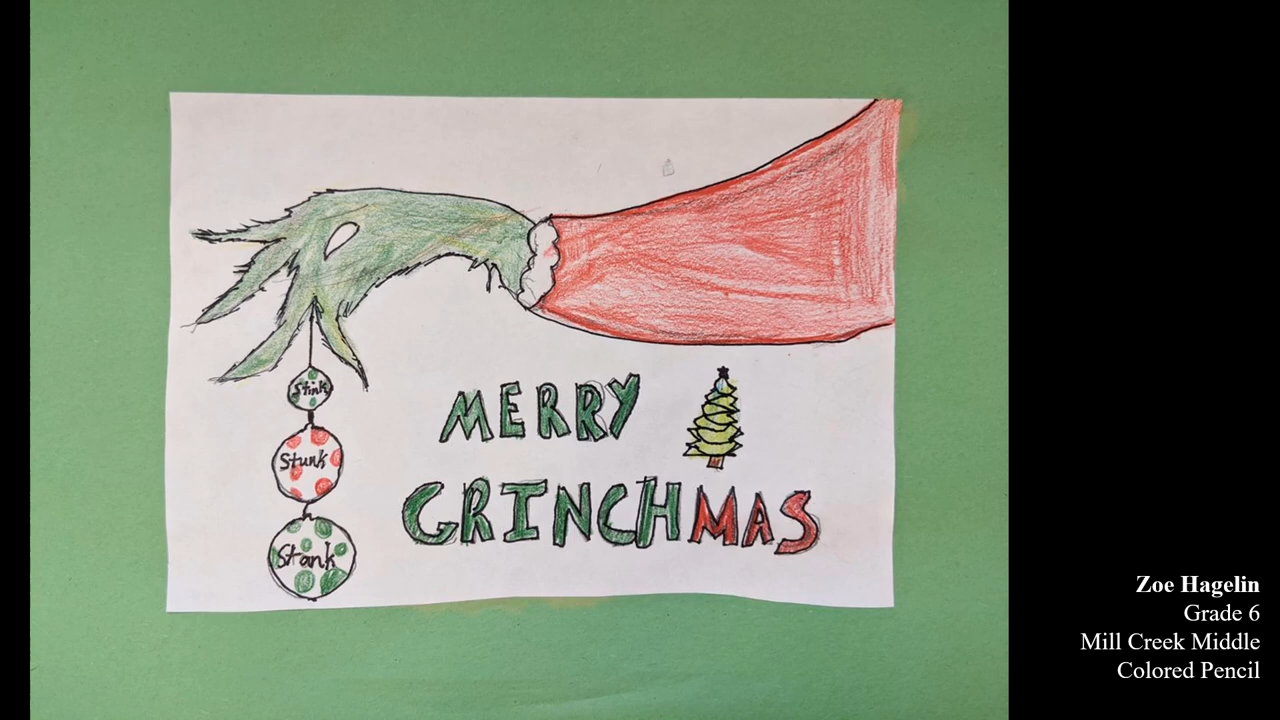 Stink
Stunk
Stank
MERRY
GRINCHMAS
Zoe Hagelin
Grade 6
Mill Creek Middle
Colored Pencil